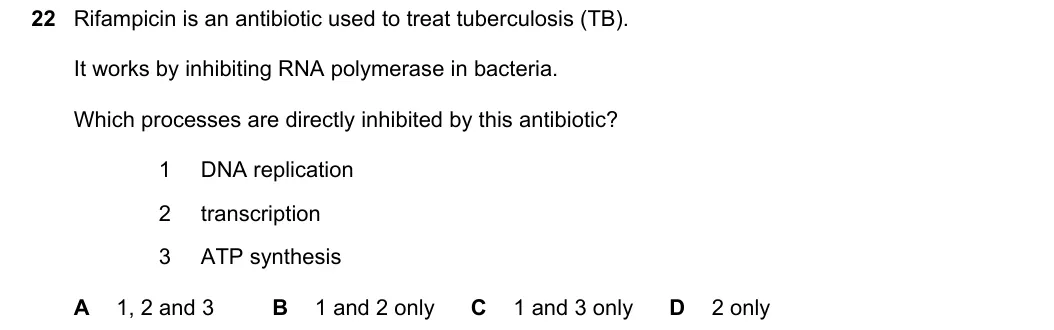 22 Rifampicin is an antibiotic used to treat tuberculosis (TB).
It works by inhibiting RNA polymerase in bacteria.
Which processes are directly inhibited by this antibiotic?
1 DNA replication
2 transcription
3 ATP synthesis
A 1, 2 and 3 B 1 and 2 only C 1 and 3 only D 2 only